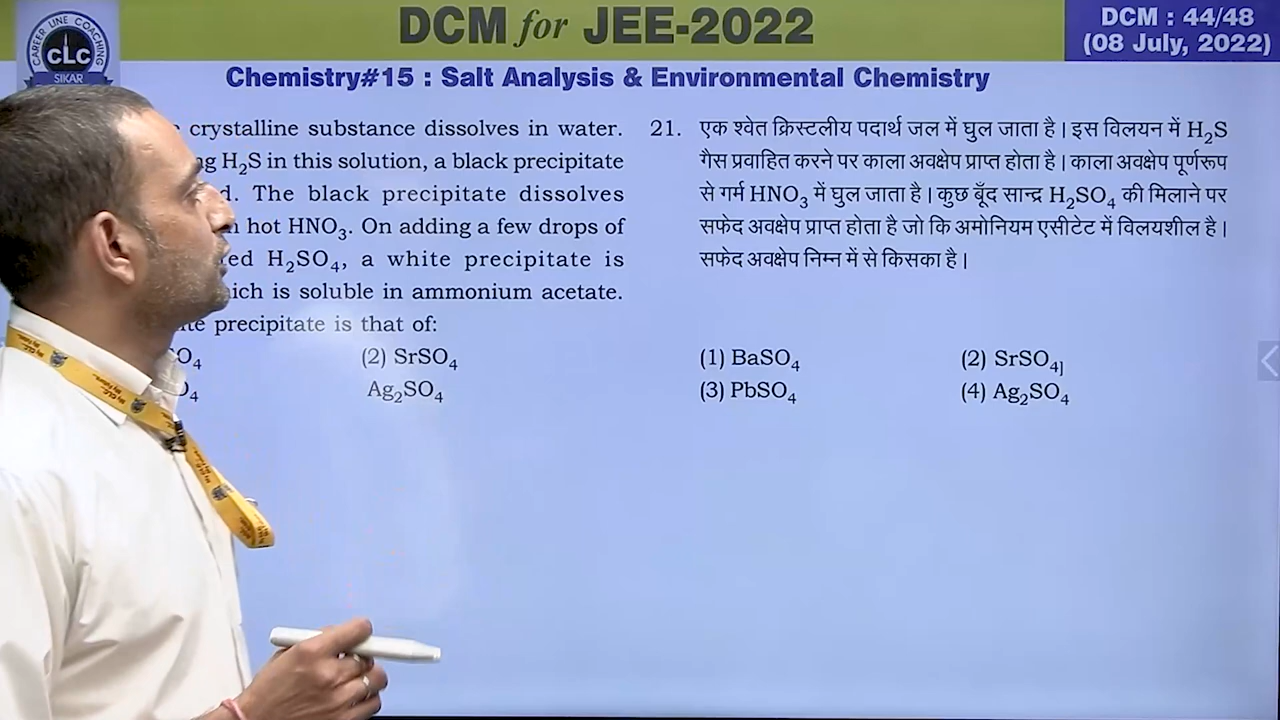 DCM for JEE-2022
DCM : 44/48
(08 July, 2022)
CAREER LINE COACHING
CLC
SIKAR
Chemistry#15 : Salt Analysis & Environmental Chemistry
crystalline substance dissolves in water.
H₂S in this solution, a black precipitate
The black precipitate dissolves
hot HNO₃. On adding a few drops of
H₂SO₄, a white precipitate is
is soluble in ammonium acetate.
precipitate is that of:
(2) SrSO₄
Ag₂SO₄
21. एक श्वेत क्रिस्टलीय पदार्थ जल में घुल जाता है। इस विलयन में H₂S
गैस प्रवाहित करने पर काला अवक्षेप प्राप्त होता है। काला अवक्षेप पूर्णरूप
से गर्म HNO₃ में घुल जाता है। कुछ बूँद सान्द्र H₂SO₄ की मिलाने पर
सफेद अवक्षेप प्राप्त होता है जो कि अमोनियम एसीटेट में विलयशील है।
सफेद अवक्षेप निम्न में से किसका है।
(1) BaSO₄ (2) SrSO₄]
(3) PbSO₄ (4) Ag₂SO₄